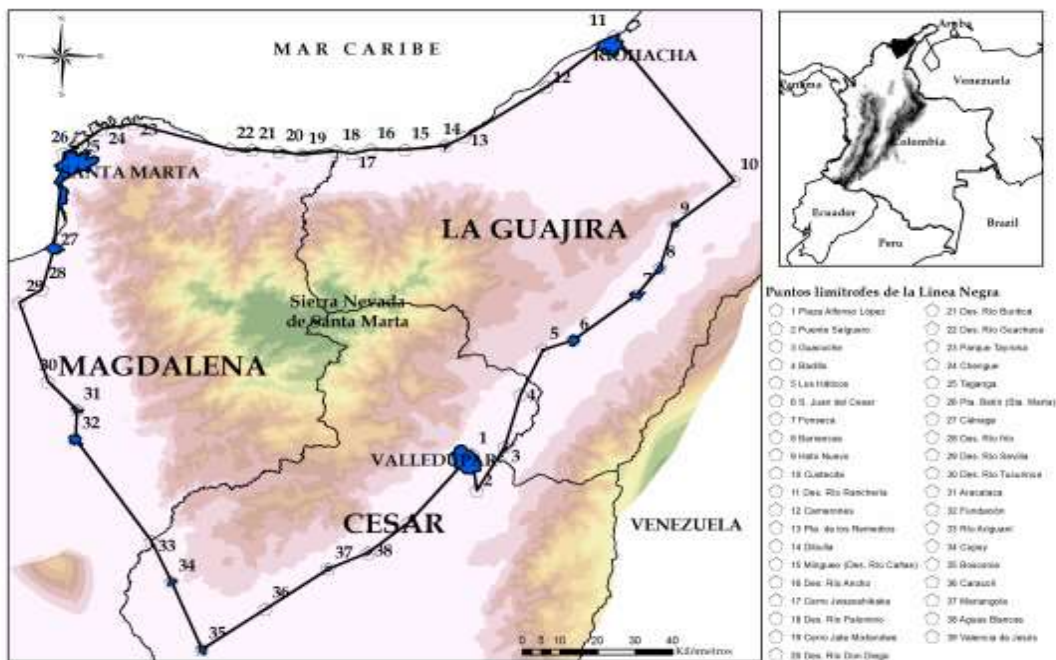 MAR CARIBE
11
RIOHACHA
12
26
25
24
23
22
21
20
19
18
17
16
15
14
13
SANTA MARTA
10
9
8
7
6
5
4
3
2
1
LA GUAJIRA
27
28
29
30
31
32
33
34
35
36
37
38
Sierra Nevada
de Santa Marta
MAGDALENA
VALLEDUPAR
CESAR
VENEZUELA
0 5 10 20 30 40
Kilómetros
Aruba
Panama
Venezuela
Colombia
Ecuador
Brazil
Peru
Puntos limítrofes de la Línea Negra
1 Plaza Alfonso López
2 Puente Salguero
3 Guacoche
4 Badillo
5 Los Háticos
6 S. Juan del Cesar
7 Fonseca
8 Barrancas
9 Hato Nuevo
10
11 Des. Río Ranchería
12 Camarones
13 Pta. de los Remedios
14 Dibulla
15 Mingueo (Des. Río Cañas)
16 Des. Río Ancho
17 Cerro
18 Des. Río Palomino
19 Cerro Jate
20 Des. Río Don Diego
21 Des. Río Buritica
22 Des. Río Guachaca
23 Parque Tayrona
24 Chengue
25 Taganga
26 Pta. Betín (Sta. Marta)
27 Ciénaga
28 Des. Río frío
29 Des. Río Sevilla
30 Des. Río Tucurinca
31 Aracataca
32 Fundación
33 Río Ariguaní
34 Copey
35 Bosconia
36 Caracolí
37 Mariangola
38 Aguas Blancas
39 Valencia de Jesús